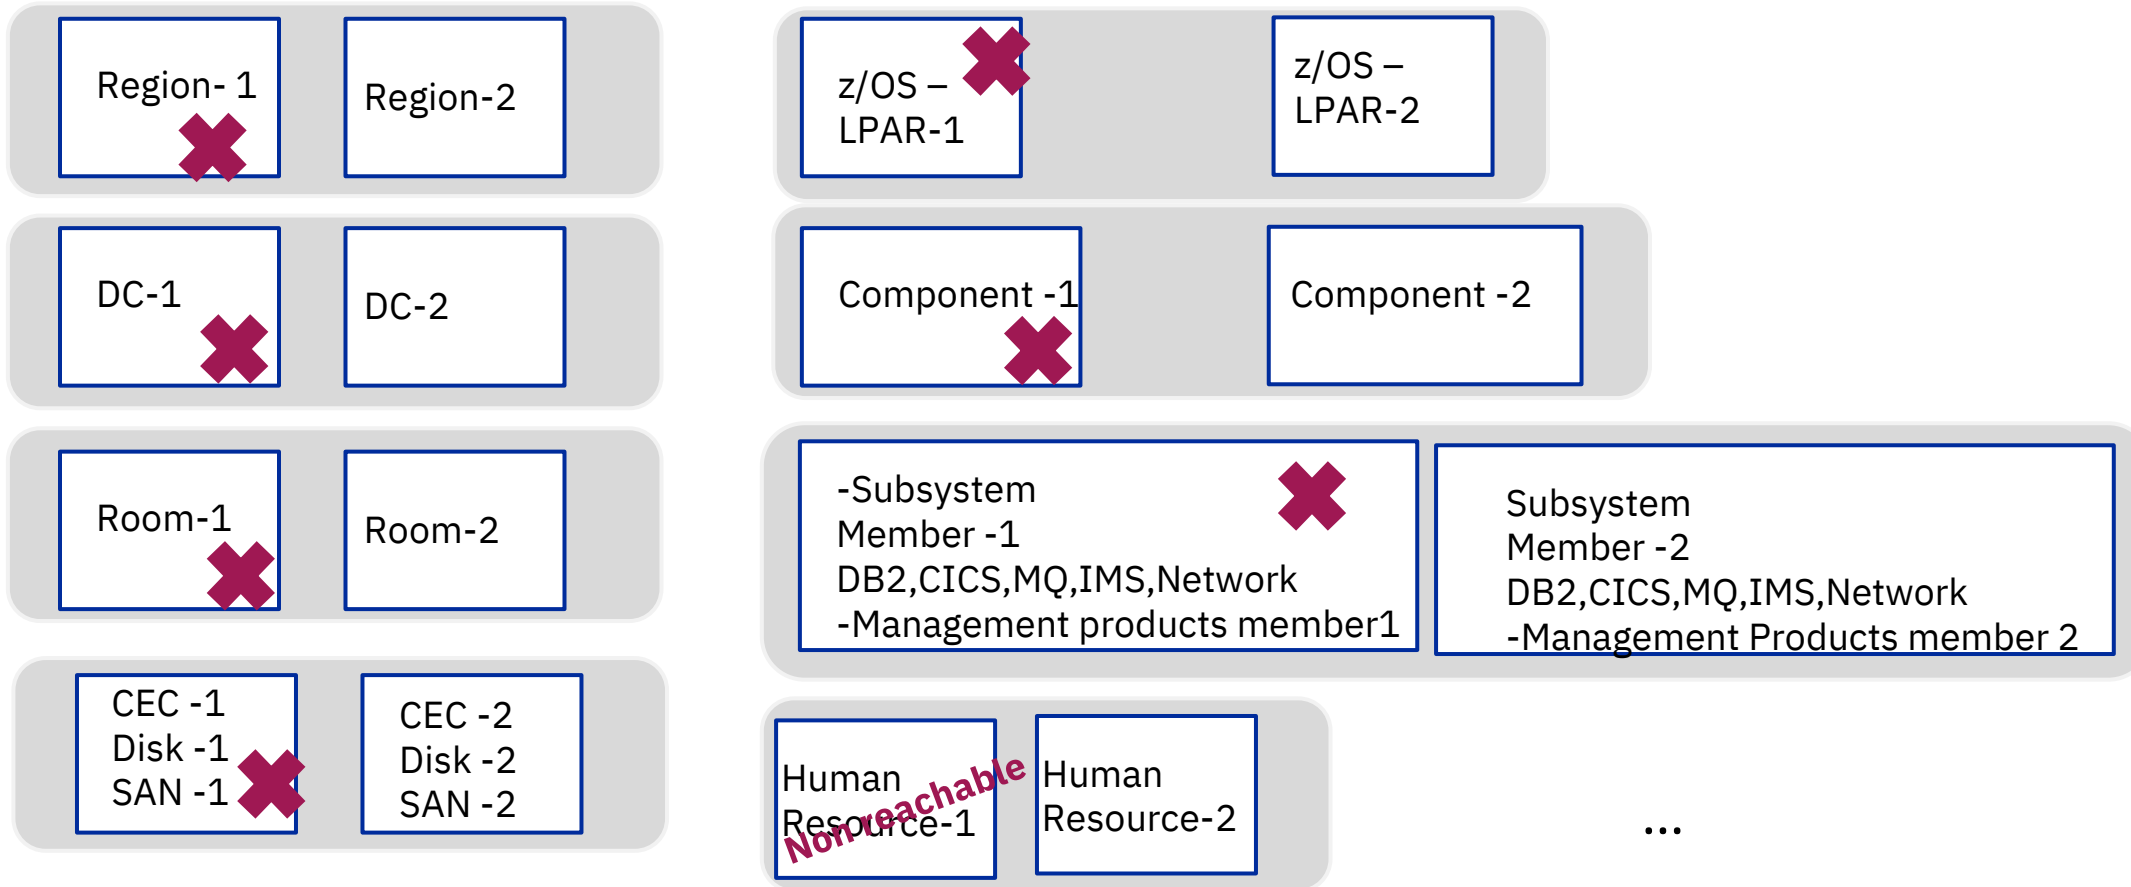 Region- 1
Region-2
DC-1
DC-2
Room-1
Room-2
CEC -1
Disk -1
SAN -1
CEC -2
Disk -2
SAN -2
z/OS –
LPAR-1
z/OS –
LPAR-2
Component -1
Component -2
-Subsystem
Member -1
DB2,CICS,MQ,IMS,Network
-Management products member1
Subsystem
Member -2
DB2,CICS,MQ,IMS,Network
-Management Products member 2
Human
Resource-1
Non reachable
Human
Resource-2
...